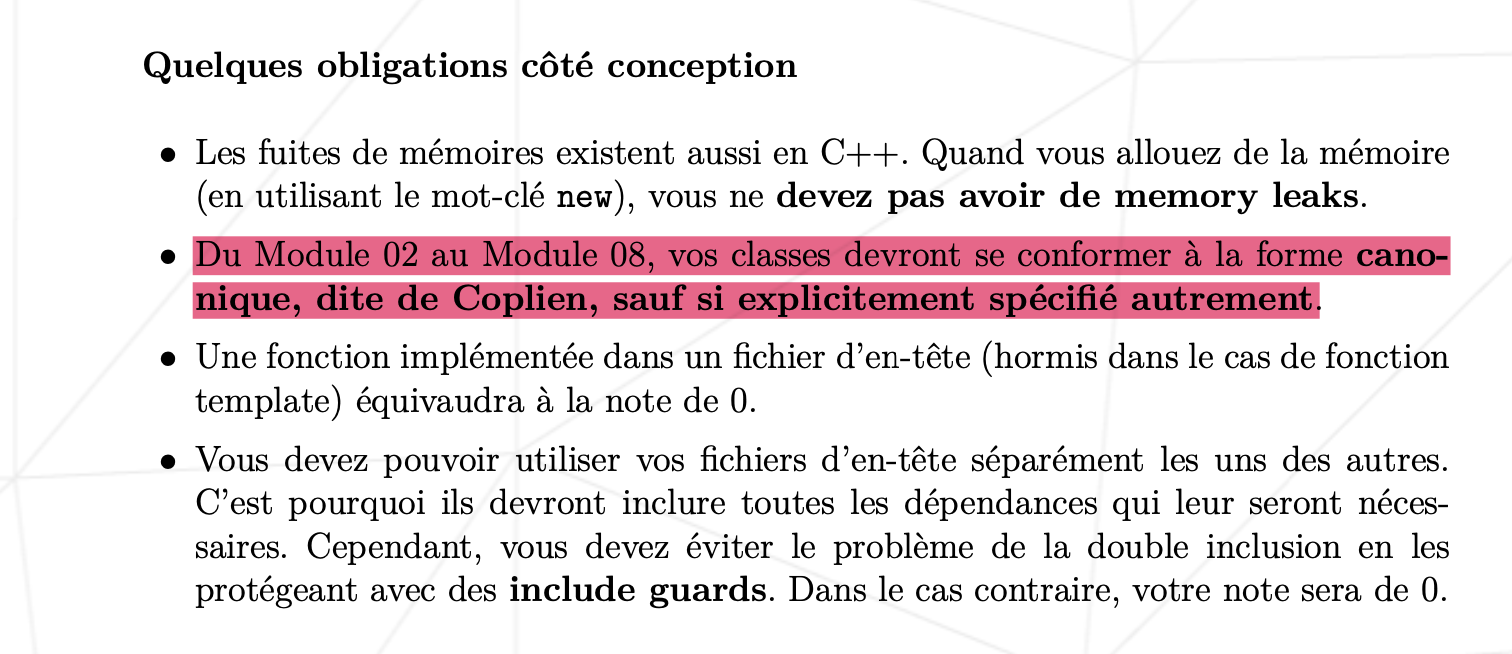 Quelques obligations côté conception
• Les fuites de mémoires existent aussi en C++. Quand vous allouez de la mémoire
(en utilisant le mot-clé new), vous ne devez pas avoir de memory leaks.
• Du Module 02 au Module 08, vos classes devront se conformer à la forme cano-
nique, dite de Coplien, sauf si explicitement spécifié autrement.
• Une fonction implémentée dans un fichier d'en-tête (hormis dans le cas de fonction
template) équivaudra à la note de 0.
• Vous devez pouvoir utiliser vos fichiers d'en-tête séparément les uns des autres.
C'est pourquoi ils devront inclure toutes les dépendances qui leur seront néces-
saires. Cependant, vous devez éviter le problème de la double inclusion en les
protégeant avec des include guards. Dans le cas contraire, votre note sera de 0.